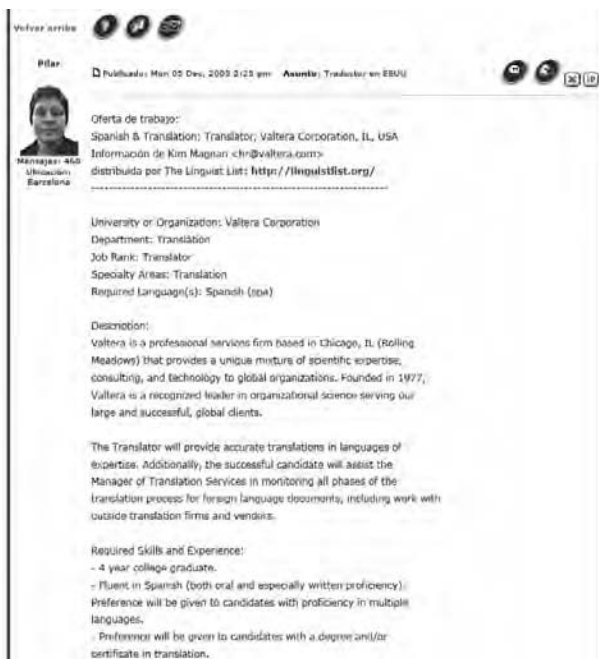 Volver arriba
Pilar
Publicado: Mon 05 Dec, 2005 2:25 pm Asunto: Traductor en EEUU
Mensajes: 460
Ubicación: Barcelona
Oferta de trabajo:
Spanish & Translation: Translator, Valtera Corporation, IL, USA
Información de Kim Magnan <hr@valtera.com>
distribuida por The Linguist List: http://linguistlist.org/
University or Organization: Valtera Corporation
Department: Translation
Job Rank: Translator
Specialty Areas: Translation
Required Language(s): Spanish (spa)
Description:
Valtera is a professional services firm based in Chicago, IL (Rolling
Meadows) that provides a unique mixture of scientific expertise,
consulting, and technology to global organizations. Founded in 1977,
Valtera is a recognized leader in organizational science serving our
large and successful, global clients.
The Translator will provide accurate translations in languages of
expertise. Additionally, the successful candidate will assist the
Manager of Translation Services in monitoring all phases of the
translation process for foreign language documents, including work with
outside translation firms and vendors.
Required Skills and Experience:
- 4 year college graduate.
- Fluent in Spanish (both oral and especially written proficiency).
Preference will be given to candidates with proficiency in multiple
languages.
- Preference will be given to candidates with a degree and/or
certificate in translation.